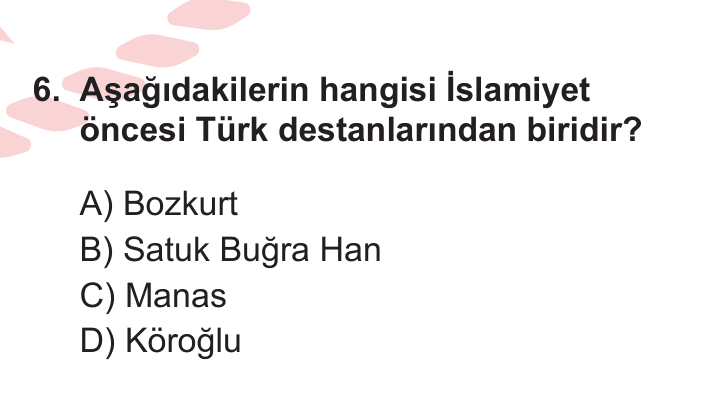 6. Aşağıdakilerin hangisi İslamiyet
öncesi Türk destanlarından biridir?
A) Bozkurt
B) Satuk Buğra Han
C) Manas
D) Köroğlu